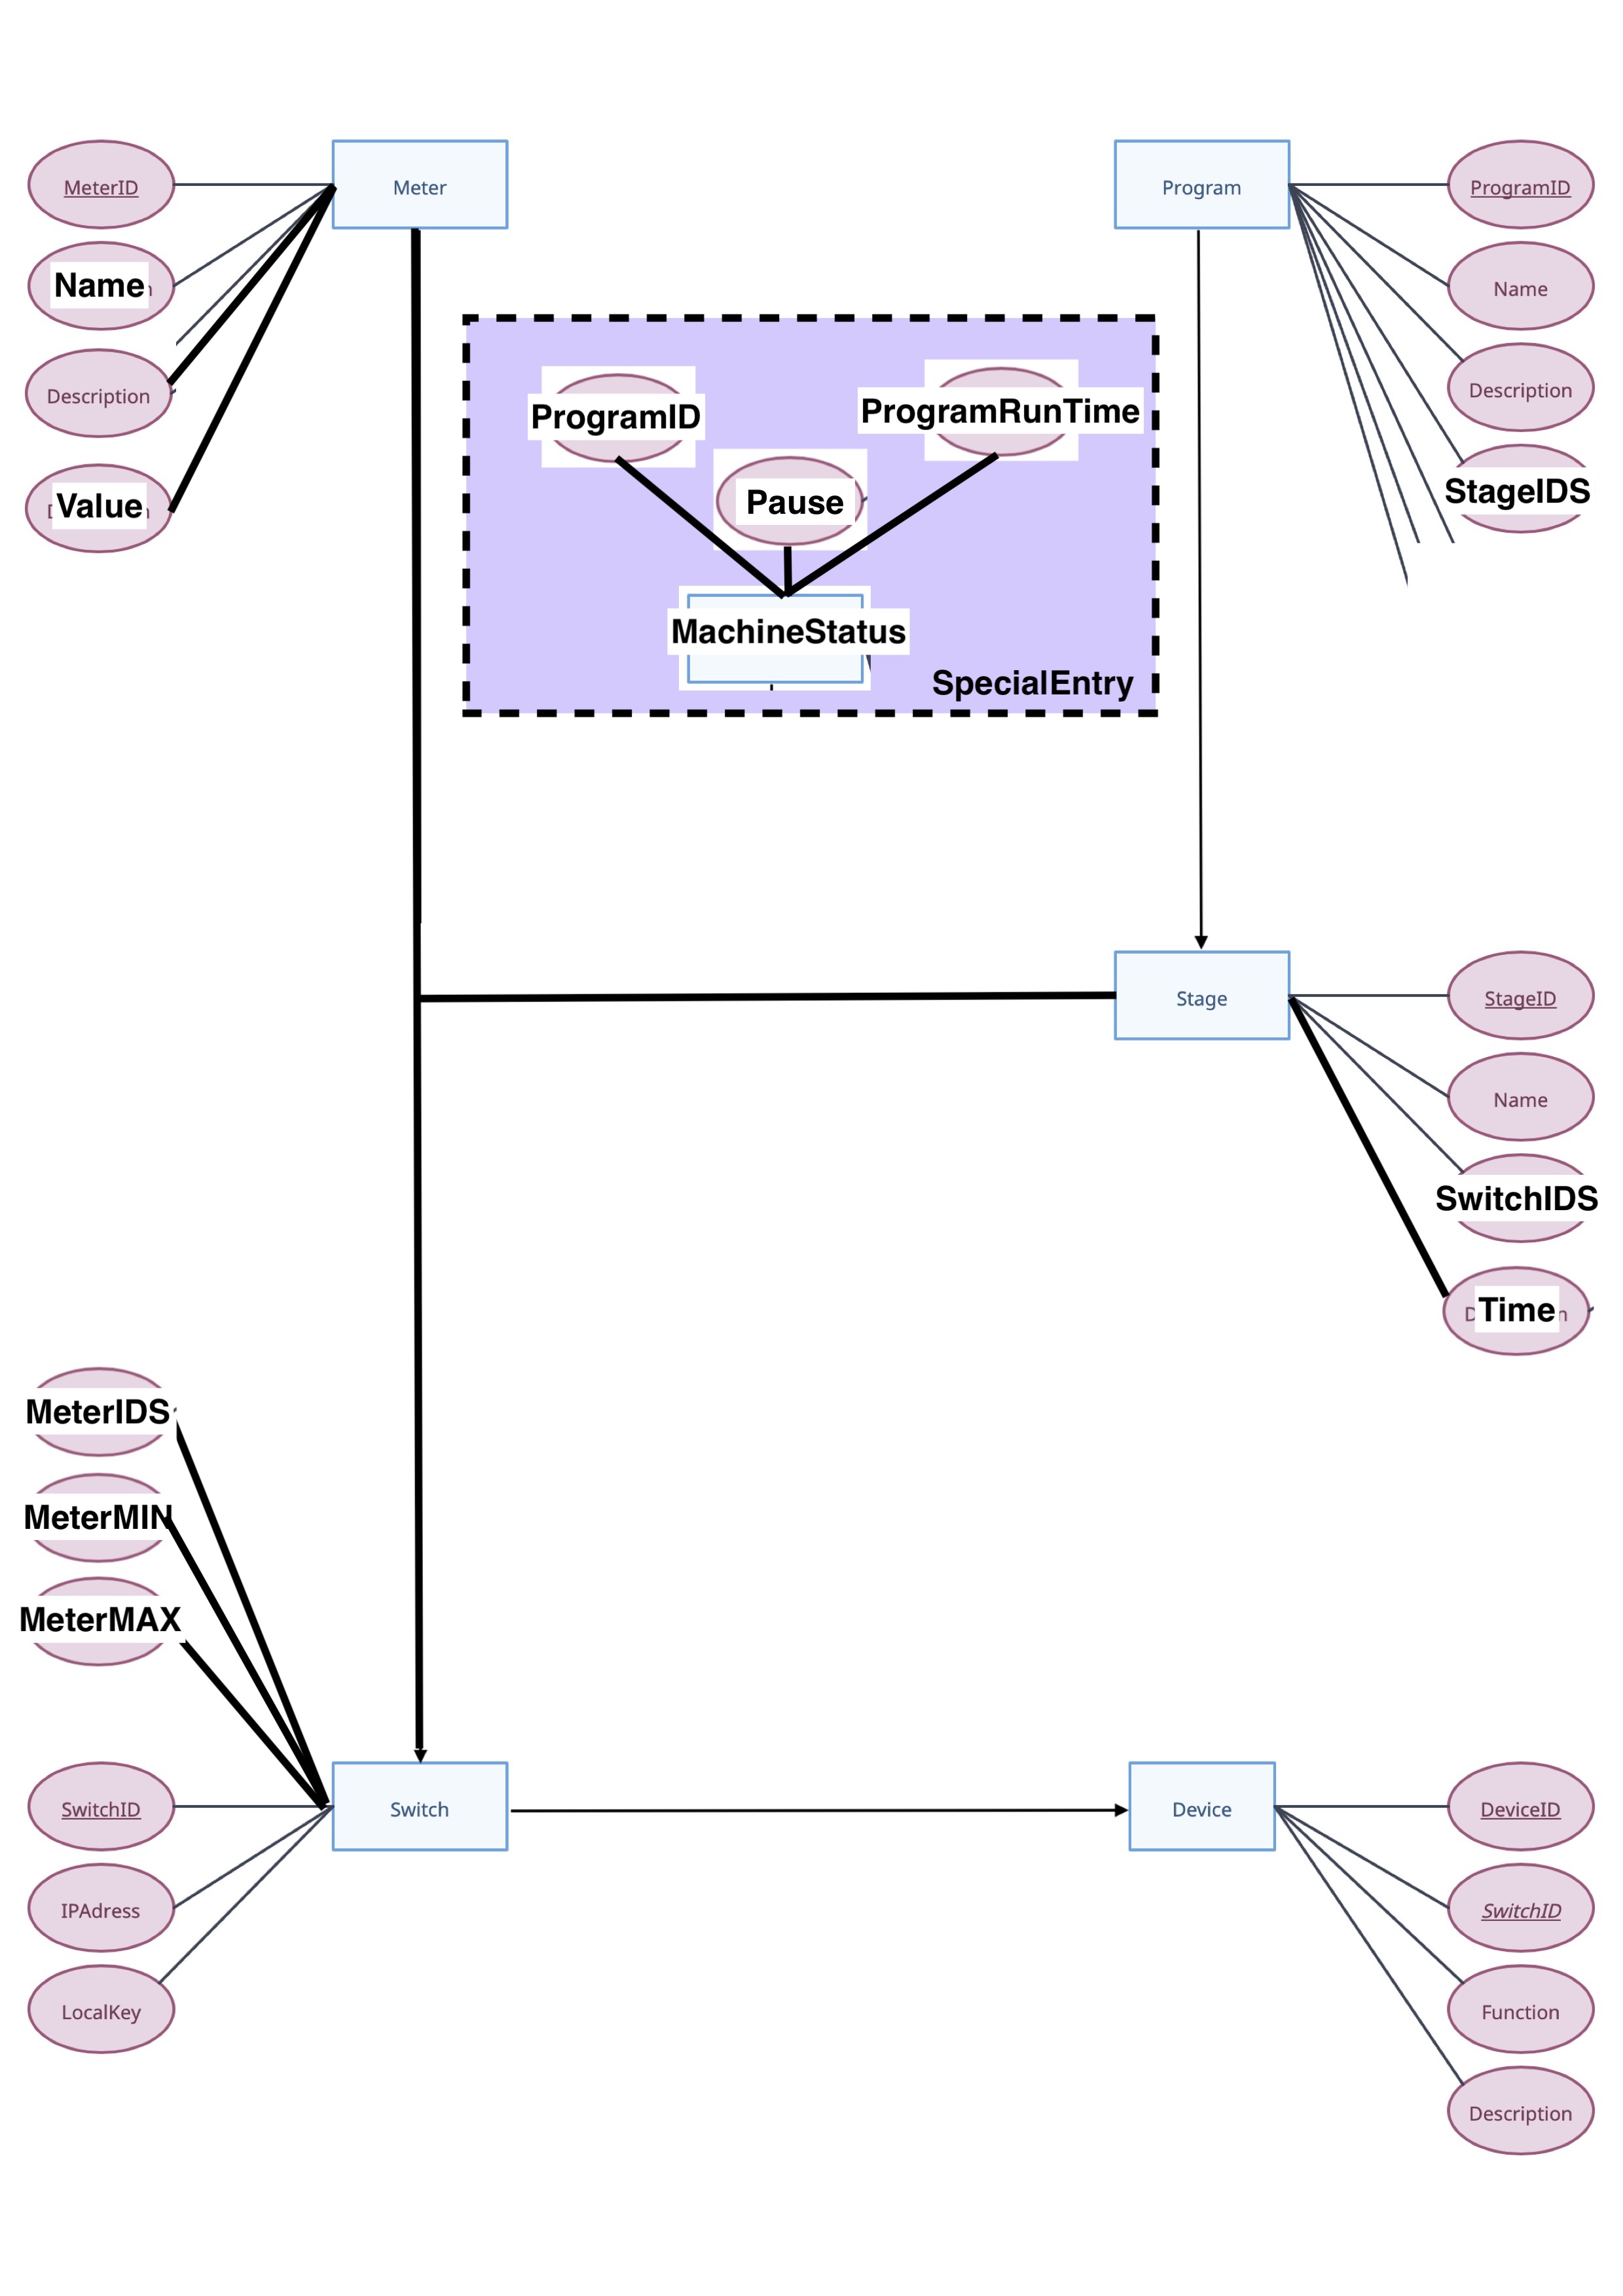 MeterID
Meter
Program
ProgramID
Name
Name
Description
Description
Value
StageIDS
ProgramID
ProgramRunTime
Pause
MachineStatus
SpecialEntry
Stage
StageID
Name
SwitchIDS
Time
MeterIDS
MeterMIN
MeterMAX
SwitchID
Switch
Device
DeviceID
IPAdress
SwitchID
LocalKey
Function
Description